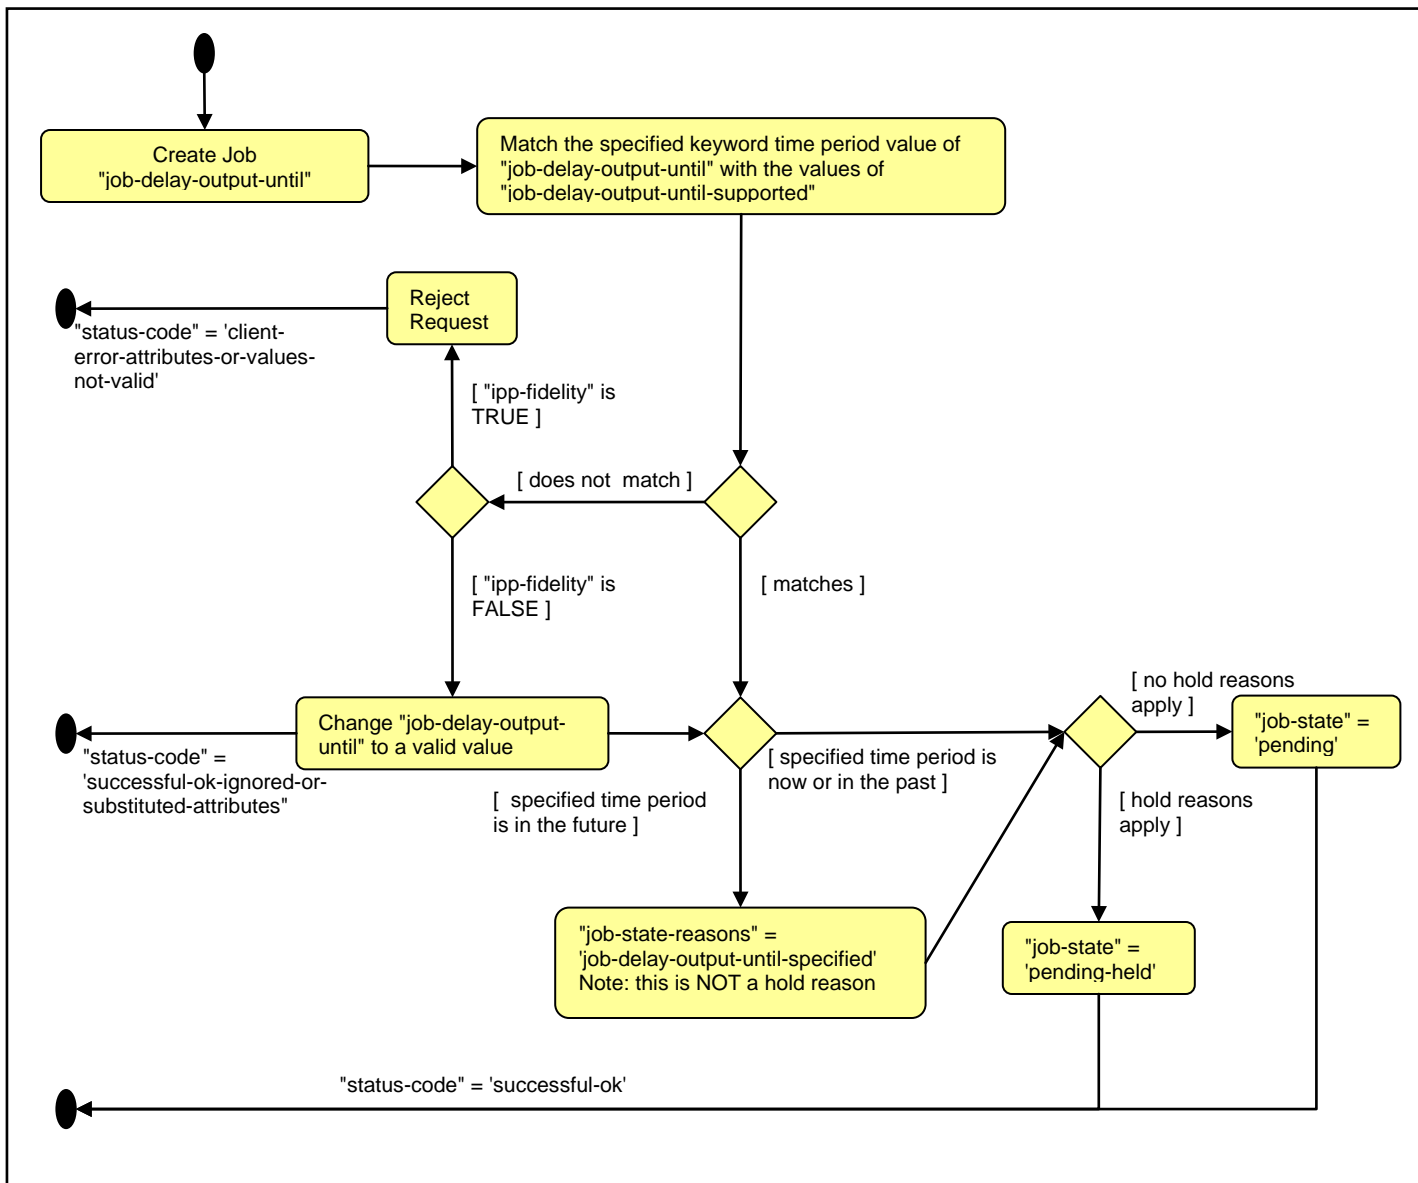 Create Job
"job-delay-output-until"
Match the specified keyword time period value of
"job-delay-output-until" with the values of
"job-delay-output-until-supported"
Reject
Request
"status-code" = 'client-
error-attributes-or-values-
not-valid'
[ "ipp-fidelity" is
TRUE ]
[ does not  match ]
[ "ipp-fidelity" is
FALSE ]
[ matches ]
Change "job-delay-output-
until" to a valid value
"status-code" =
'successful-ok-ignored-or-
substituted-attributes"
[  specified time period
is in the future ]
[ specified time period is
now or in the past ]
[ no hold reasons
apply ]
"job-state" =
'pending'
[hold reasons
apply ]
"job-state-reasons" =
'job-delay-output-until-specified'
Note: this is NOT a hold reason
"job-state" =
'pending-held'
"status-code" = 'successful-ok'